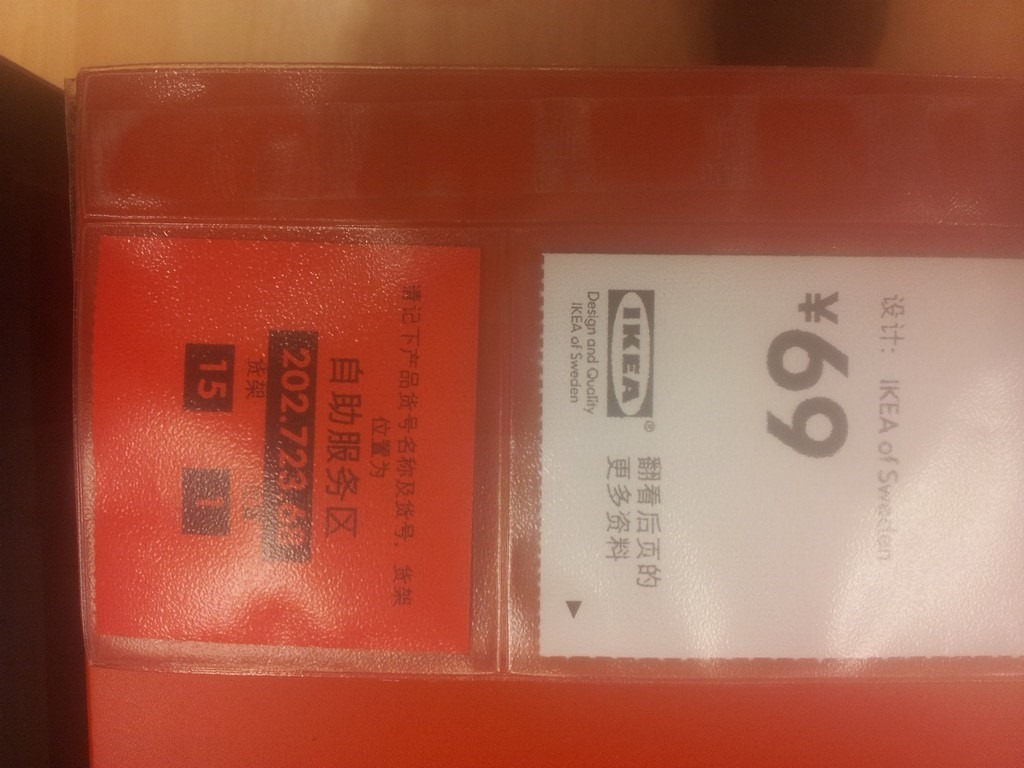 设计： IKEA of Sweden
¥69
IKEA®
Design and Quality
IKEA of Sweden
翻看后页的
更多资料
请记下产品货号名称及货号，货架
位置为
自助服务区
货架
15
1